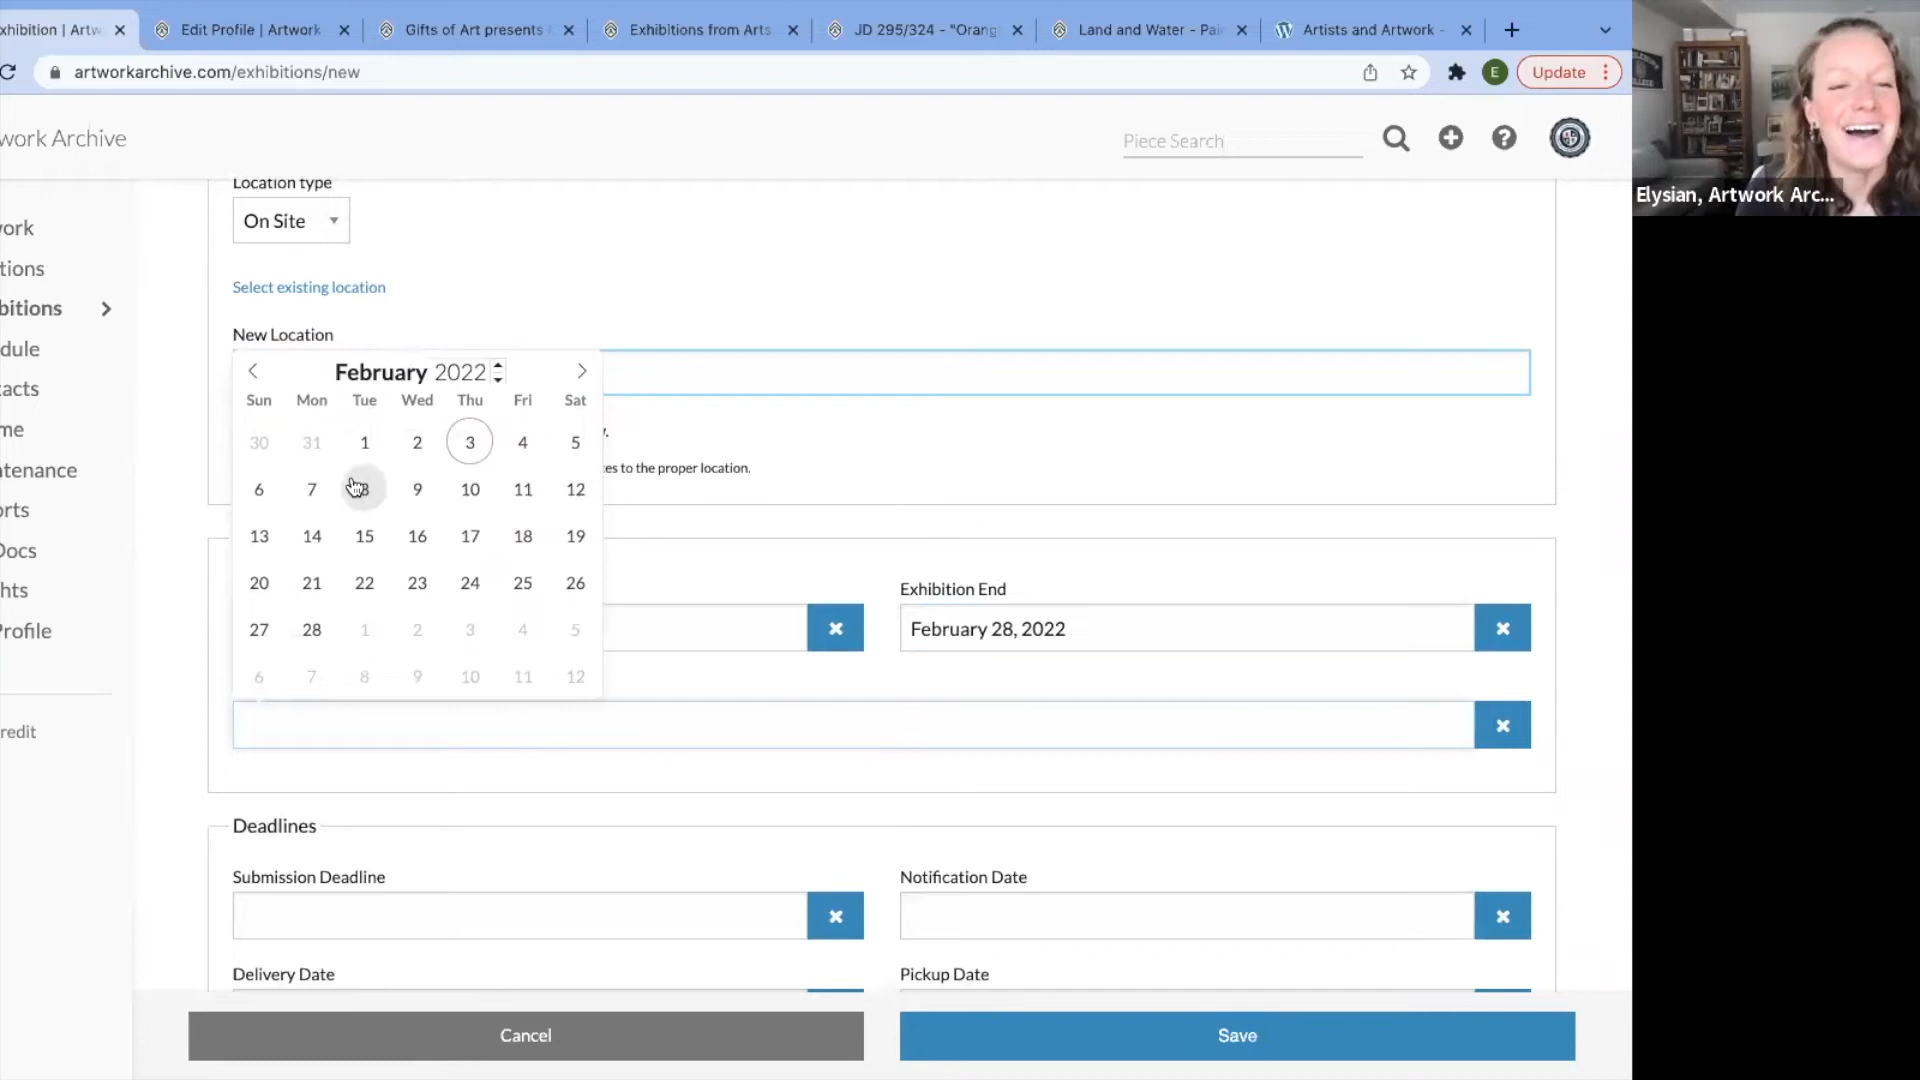 xhibition | Artw
Edit Profile | Artwork
Gifts of Art presents
Exhibitions from Arts
JD 295/324 - "Orang
Land and Water - Pain
Artists and Artwork -
artworkarchive.com/exhibitions/new
E
Update
work Archive
Piece Search
Elysian, Artwork Arc...
Location type
On Site
Select existing location
New Location
work
tions
bitions
dule
acts
me
ntenance
orts
Docs
hts
Profile
redit
February 2022
Sun Mon Tue Wed Thu Fri Sat
30 31 1 2 3 4 5
6 7 8 9 10 11 12
13 14 15 16 17 18 19
20 21 22 23 24 25 26
27 28 1 2 3 4 5
6 7 8 9 10 11 12
es to the proper location.
Exhibition End
February 28, 2022
Deadlines
Submission Deadline
Notification Date
Delivery Date
Pickup Date
Cancel
Save